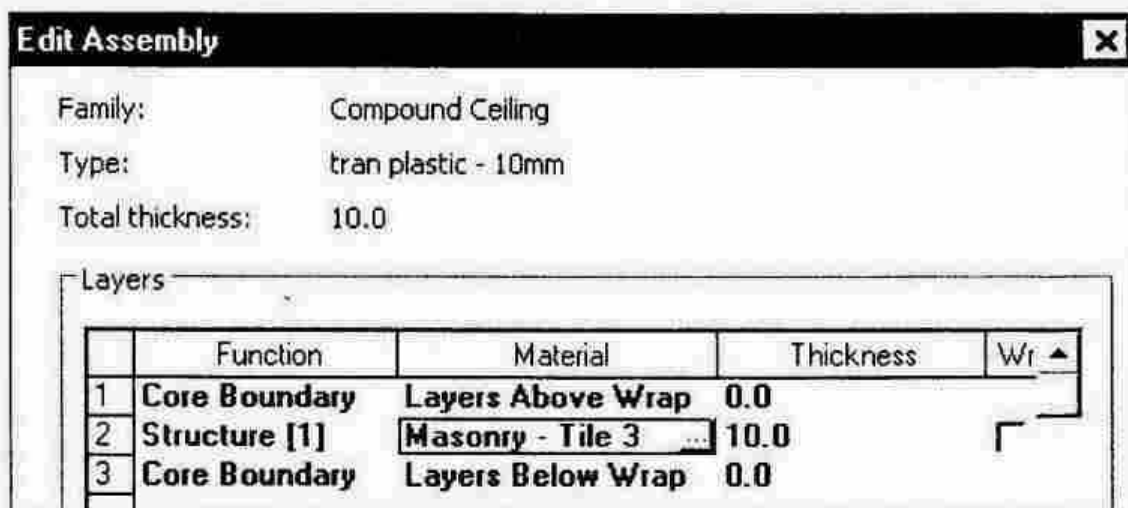 Edit Assembly
Family: Compound Ceiling
Type: tran plastic - 10mm
Total thickness: 10.0
Layers
Function Material Thickness Wr
1 Core Boundary Layers Above Wrap 0.0
2 Structure [1] Masonry - Tile 3 ... 10.0
3 Core Boundary Layers Below Wrap 0.0